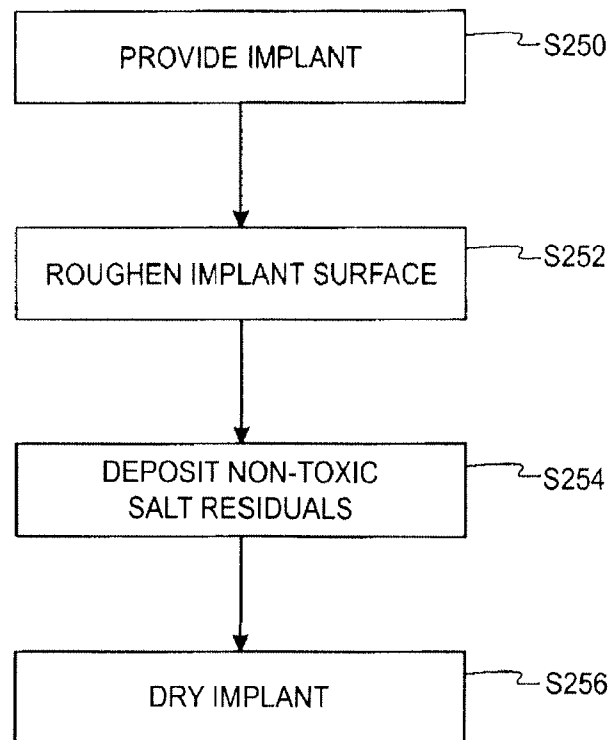 PROVIDE IMPLANT
S250
ROUGHEN IMPLANT SURFACE
S252
DEPOSIT NON-TOXIC
SALT RESIDUALS
S254
DRY IMPLANT
S256